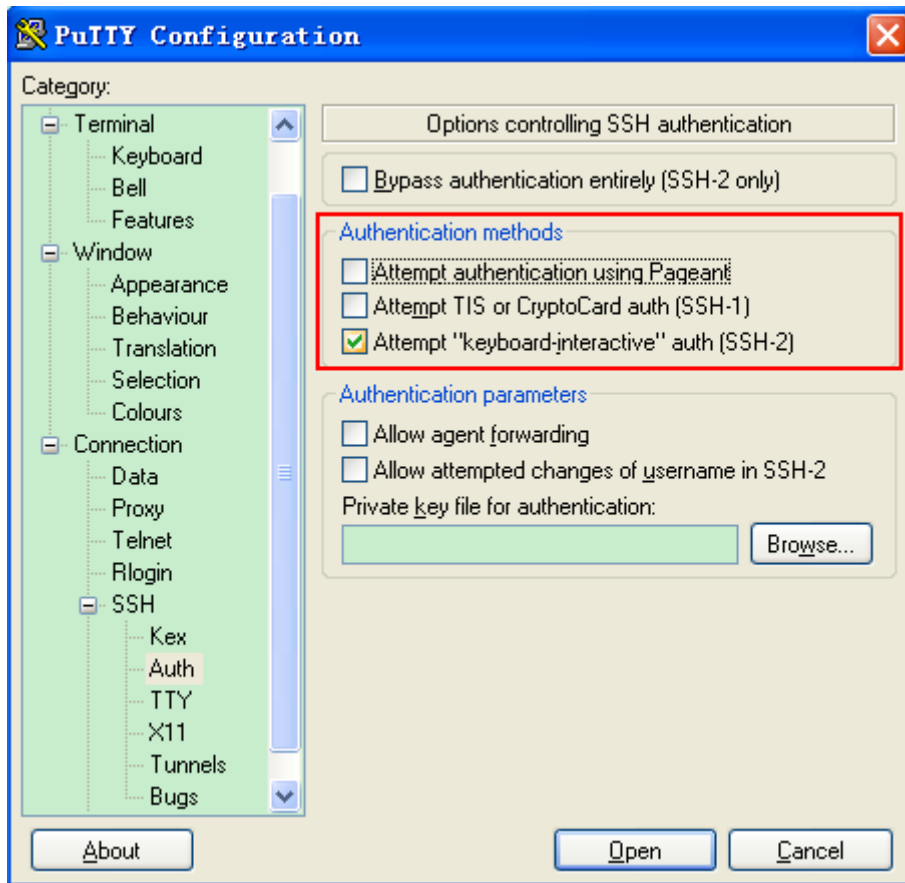 PuTTY Configuration
Category:
Terminal
Keyboard
Bell
Features
Window
Appearance
Behaviour
Translation
Selection
Colours
Connection
Data
Proxy
Telnet
Rlogin
SSH
Kex
Auth
TTY
X11
Tunnels
Bugs
Options controlling SSH authentication
Bypass authentication entirely (SSH-2 only)
Authentication methods
Attempt authentication using Pageant
Attempt TIS or CryptoCard auth (SSH-1)
Attempt "keyboard-interactive" auth (SSH-2)
Authentication parameters
Allow agent forwarding
Allow attempted changes of username in SSH-2
Private key file for authentication:
Browse...
About
Open
Cancel